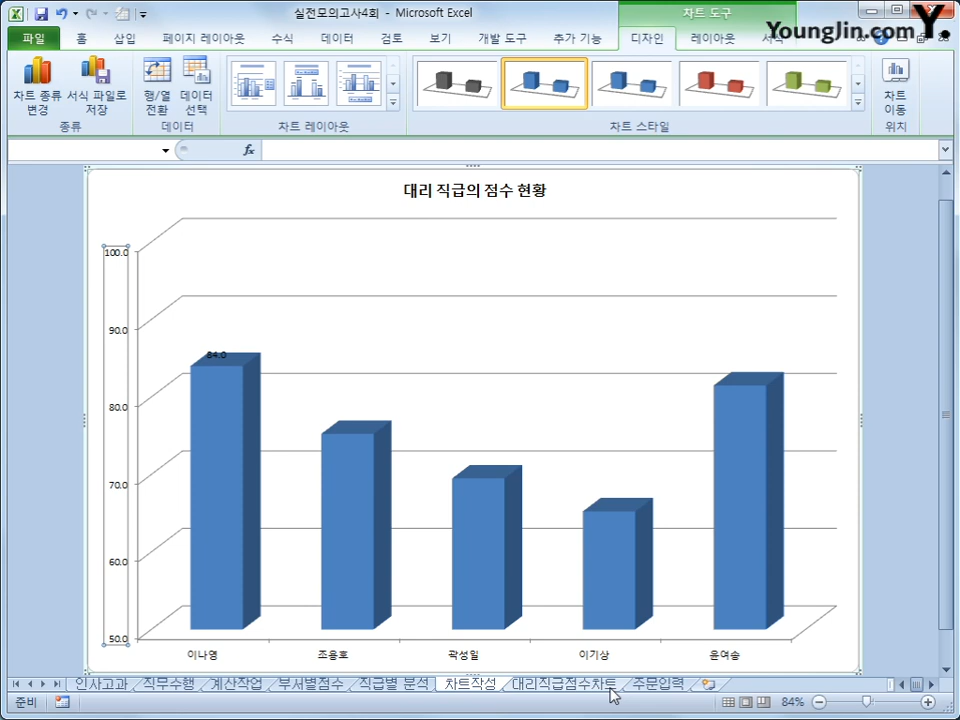 실전모의고사4회 - Microsoft Excel
차트 도구
Younglin.com Y.
파일 홈 삽입 페이지 레이아웃 수식 데이터 검토 보기 개발 도구 추가 기능 디자인 레이아웃 서식
차트 종류 변경
서식 파일로 저장
행/열 전환
데이터 선택
차트 이동
종류
데이터
차트 레이아웃
차트 스타일
위치
fx
대리 직급의 점수 현황
100.0
90.0
84.0
80.0
70.0
60.0
50.0
이나영 조용호 곽성일 이기상 윤여송
인사고과 직무수행 계산작업 부서별점수 직급별 분석 차트작성 대리직급점수차트 주문입력
준비
84%